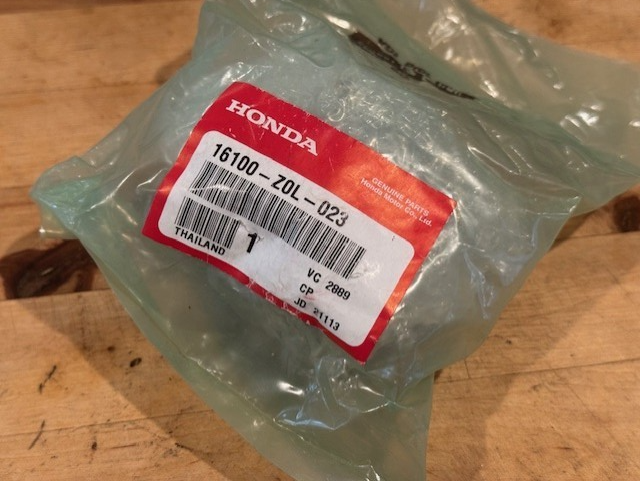 HONDA
GENUINE PARTS
Honda Motor Co., Ltd.
16100-Z0L-023
1
THAILAND
VC 2889
CP
JD 21113